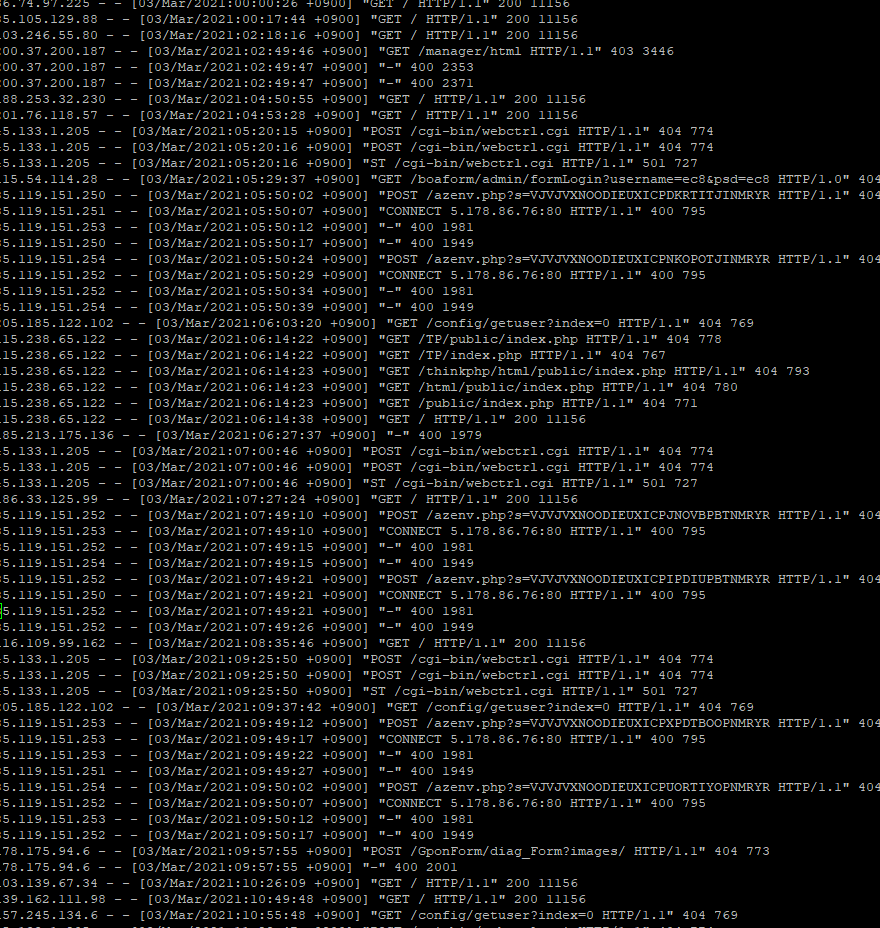 36.74.97.225 - - [03/Mar/2021:00:00:26 +0900] "GET / HTTP/1.1" 200 11156
5.105.129.88 - - [03/Mar/2021:00:17:44 +0900] "GET / HTTP/1.1" 200 11156
03.246.55.80 - - [03/Mar/2021:02:18:16 +0900] "GET / HTTP/1.1" 200 11156
200.37.200.187 - - [03/Mar/2021:02:49:46 +0900] "GET /manager/html HTTP/1.1" 403 3446
200.37.200.187 - - [03/Mar/2021:02:49:47 +0900] "-" 400 2353
200.37.200.187 - - [03/Mar/2021:02:49:47 +0900] "-" 400 2371
188.253.32.230 - - [03/Mar/2021:04:50:55 +0900] "GET / HTTP/1.1" 200 11156
201.76.118.57 - - [03/Mar/2021:04:53:28 +0900] "GET / HTTP/1.1" 200 11156
45.133.1.205 - - [03/Mar/2021:05:20:15 +0900] "POST /cgi-bin/webctrl.cgi HTTP/1.1" 404 774
45.133.1.205 - - [03/Mar/2021:05:20:16 +0900] "POST /cgi-bin/webctrl.cgi HTTP/1.1" 404 774
45.133.1.205 - - [03/Mar/2021:05:20:16 +0900] "ST /cgi-bin/webctrl.cgi HTTP/1.1" 501 727
115.54.114.28 - - [03/Mar/2021:05:29:37 +0900] "GET /boaform/admin/formLogin?username=ec8&psd=ec8 HTTP/1.0" 404
5.119.151.250 - - [03/Mar/2021:05:50:02 +0900] "POST /azenv.php?s=VJVJVXNOODIEUXICPDKRTITJINMRYR HTTP/1.1" 404
5.119.151.251 - - [03/Mar/2021:05:50:07 +0900] "CONNECT 5.178.86.76:80 HTTP/1.1" 400 795
5.119.151.253 - - [03/Mar/2021:05:50:12 +0900] "-" 400 1981
5.119.151.250 - - [03/Mar/2021:05:50:17 +0900] "-" 400 1949
5.119.151.254 - - [03/Mar/2021:05:50:24 +0900] "POST /azenv.php?s=VJVJVXNOODIEUXICPNKOPOTJINMRYR HTTP/1.1" 404
5.119.151.252 - - [03/Mar/2021:05:50:29 +0900] "CONNECT 5.178.86.76:80 HTTP/1.1" 400 795
5.119.151.252 - - [03/Mar/2021:05:50:34 +0900] "-" 400 1981
5.119.151.254 - - [03/Mar/2021:05:50:39 +0900] "-" 400 1949
205.185.122.102 - - [03/Mar/2021:06:03:20 +0900] "GET /config/getuser?index=0 HTTP/1.1" 404 769
115.238.65.122 - - [03/Mar/2021:06:14:22 +0900] "GET /TP/public/index.php HTTP/1.1" 404 778
115.238.65.122 - - [03/Mar/2021:06:14:22 +0900] "GET /TP/index.php HTTP/1.1" 404 767
115.238.65.122 - - [03/Mar/2021:06:14:23 +0900] "GET /thinkphp/html/public/index.php HTTP/1.1" 404 793
115.238.65.122 - - [03/Mar/2021:06:14:23 +0900] "GET /html/public/index.php HTTP/1.1" 404 780
115.238.65.122 - - [03/Mar/2021:06:14:23 +0900] "GET /public/index.php HTTP/1.1" 404 771
115.238.65.122 - - [03/Mar/2021:06:14:38 +0900] "GET / HTTP/1.1" 200 11156
185.213.175.136 - - [03/Mar/2021:06:27:37 +0900] "-" 400 1979
45.133.1.205 - - [03/Mar/2021:07:00:46 +0900] "POST /cgi-bin/webctrl.cgi HTTP/1.1" 404 774
45.133.1.205 - - [03/Mar/2021:07:00:46 +0900] "POST /cgi-bin/webctrl.cgi HTTP/1.1" 404 774
45.133.1.205 - - [03/Mar/2021:07:00:46 +0900] "ST /cgi-bin/webctrl.cgi HTTP/1.1" 501 727
186.33.125.99 - - [03/Mar/2021:07:27:24 +0900] "GET / HTTP/1.1" 200 11156
5.119.151.252 - - [03/Mar/2021:07:49:10 +0900] "POST /azenv.php?s=VJVJVXNOODIEUXICPJNOVBPBTNMRYR HTTP/1.1" 404
5.119.151.253 - - [03/Mar/2021:07:49:10 +0900] "CONNECT 5.178.86.76:80 HTTP/1.1" 400 795
5.119.151.252 - - [03/Mar/2021:07:49:15 +0900] "-" 400 1981
5.119.151.254 - - [03/Mar/2021:07:49:15 +0900] "-" 400 1949
5.119.151.252 - - [03/Mar/2021:07:49:21 +0900] "POST /azenv.php?s=VJVJVXNOODIEUXICPIPDIUPBTNMRYR HTTP/1.1" 404
5.119.151.250 - - [03/Mar/2021:07:49:21 +0900] "CONNECT 5.178.86.76:80 HTTP/1.1" 400 795
5.119.151.252 - - [03/Mar/2021:07:49:21 +0900] "-" 400 1981
5.119.151.252 - - [03/Mar/2021:07:49:26 +0900] "-" 400 1949
116.109.99.162 - - [03/Mar/2021:08:35:46 +0900] "GET / HTTP/1.1" 200 11156
45.133.1.205 - - [03/Mar/2021:09:25:50 +0900] "POST /cgi-bin/webctrl.cgi HTTP/1.1" 404 774
45.133.1.205 - - [03/Mar/2021:09:25:50 +0900] "POST /cgi-bin/webctrl.cgi HTTP/1.1" 404 774
45.133.1.205 - - [03/Mar/2021:09:25:50 +0900] "ST /cgi-bin/webctrl.cgi HTTP/1.1" 501 727
205.185.122.102 - - [03/Mar/2021:09:37:42 +0900] "GET /config/getuser?index=0 HTTP/1.1" 404 769
5.119.151.253 - - [03/Mar/2021:09:49:12 +0900] "POST /azenv.php?s=VJVJVXNOODIEUXICPXPDTBOOPNMRYR HTTP/1.1" 404
5.119.151.253 - - [03/Mar/2021:09:49:17 +0900] "CONNECT 5.178.86.76:80 HTTP/1.1" 400 795
5.119.151.253 - - [03/Mar/2021:09:49:22 +0900] "-" 400 1981
5.119.151.251 - - [03/Mar/2021:09:49:27 +0900] "-" 400 1949
5.119.151.254 - - [03/Mar/2021:09:50:02 +0900] "POST /azenv.php?s=VJVJVXNOODIEUXICPUORTIYOPNMRYR HTTP/1.1" 404
5.119.151.252 - - [03/Mar/2021:09:50:07 +0900] "CONNECT 5.178.86.76:80 HTTP/1.1" 400 795
5.119.151.253 - - [03/Mar/2021:09:50:12 +0900] "-" 400 1981
5.119.151.252 - - [03/Mar/2021:09:50:17 +0900] "-" 400 1949
178.175.94.6 - - [03/Mar/2021:09:57:55 +0900] "POST /GponForm/diag_Form?images/ HTTP/1.1" 404 773
178.175.94.6 - - [03/Mar/2021:09:57:55 +0900] "-" 400 2001
03.139.67.34 - - [03/Mar/2021:10:26:09 +0900] "GET / HTTP/1.1" 200 11156
139.162.111.98 - - [03/Mar/2021:10:49:48 +0900] "GET / HTTP/1.1" 200 11156
157.245.134.6 - - [03/Mar/2021:10:55:48 +0900] "GET /config/getuser?index=0 HTTP/1.1" 404 769